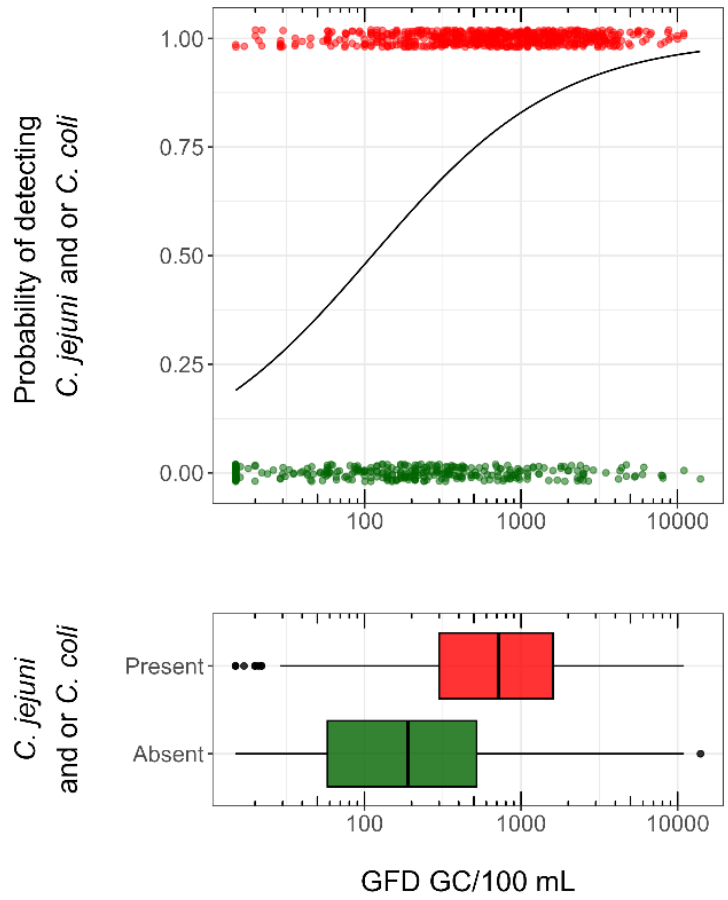 Probability of detecting
C. jejuni and or C. coli
1.00
0.75
0.50
0.25
0.00
100
1000
10000
C. jejuni
and or C. coli
Present
Absent
100
1000
10000
GFD GC/100 mL